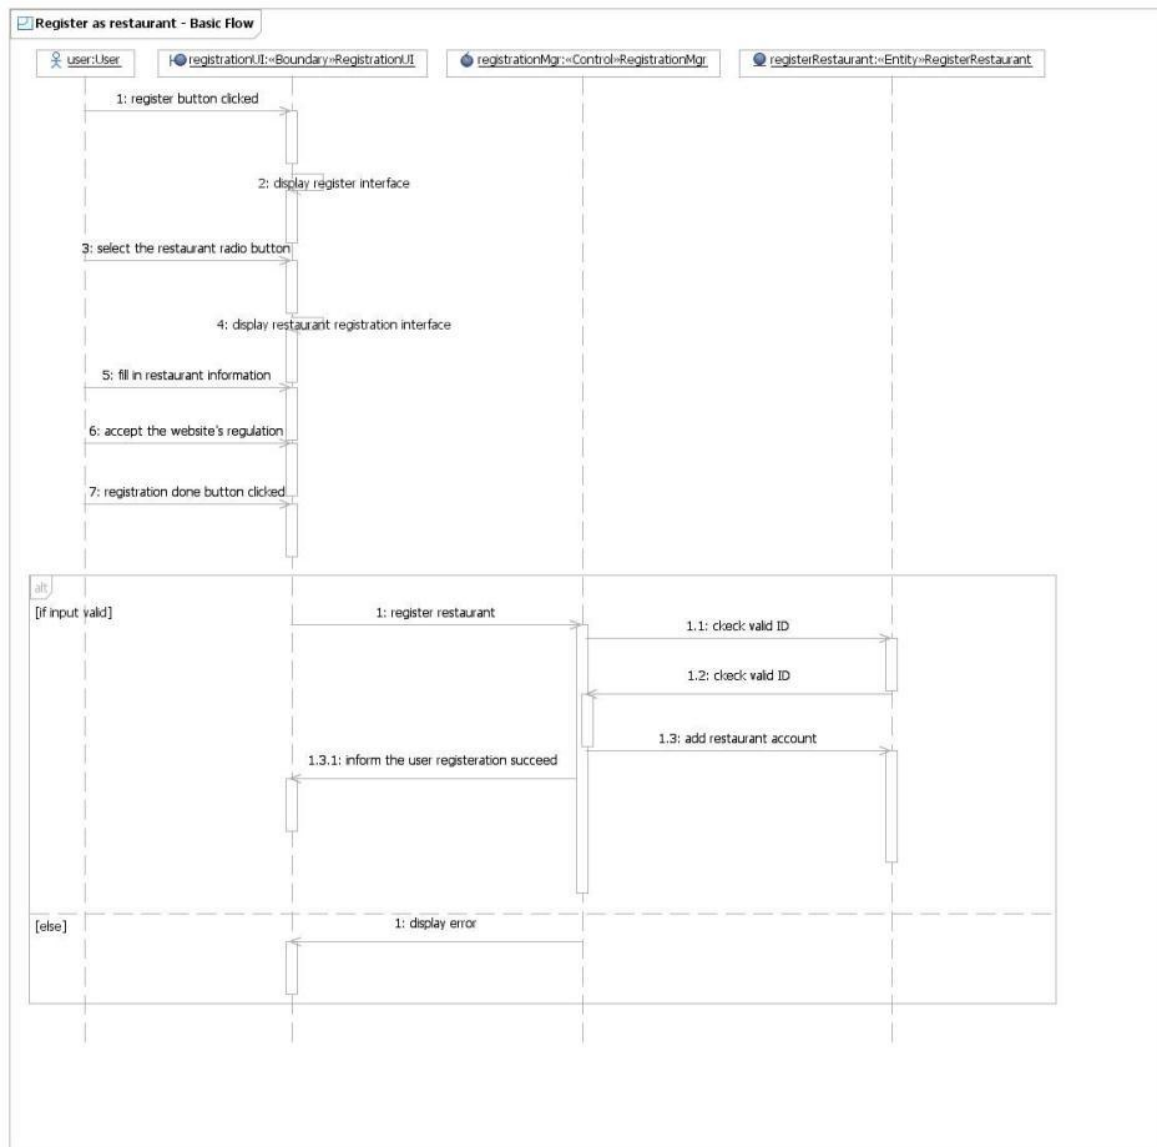 Register as restaurant - Basic Flow
user:User
registrationUI:«Boundary»RegistrationUI
registrationMgr:«Control»RegistrationMgr
registerRestaurant:«Entity»RegisterRestaurant
1: register button clicked
2: display register interface
3: select the restaurant radio button
4: display restaurant registration interface
5: fill in restaurant information
6: accept the website's regulation
7: registration done button clicked
alt
[if input valid]
1: register restaurant
1.1: ckeck valid ID
1.2: ckeck valid ID
1.3: add restaurant account
1.3.1: inform the user registeration succeed
[else]
1: display error